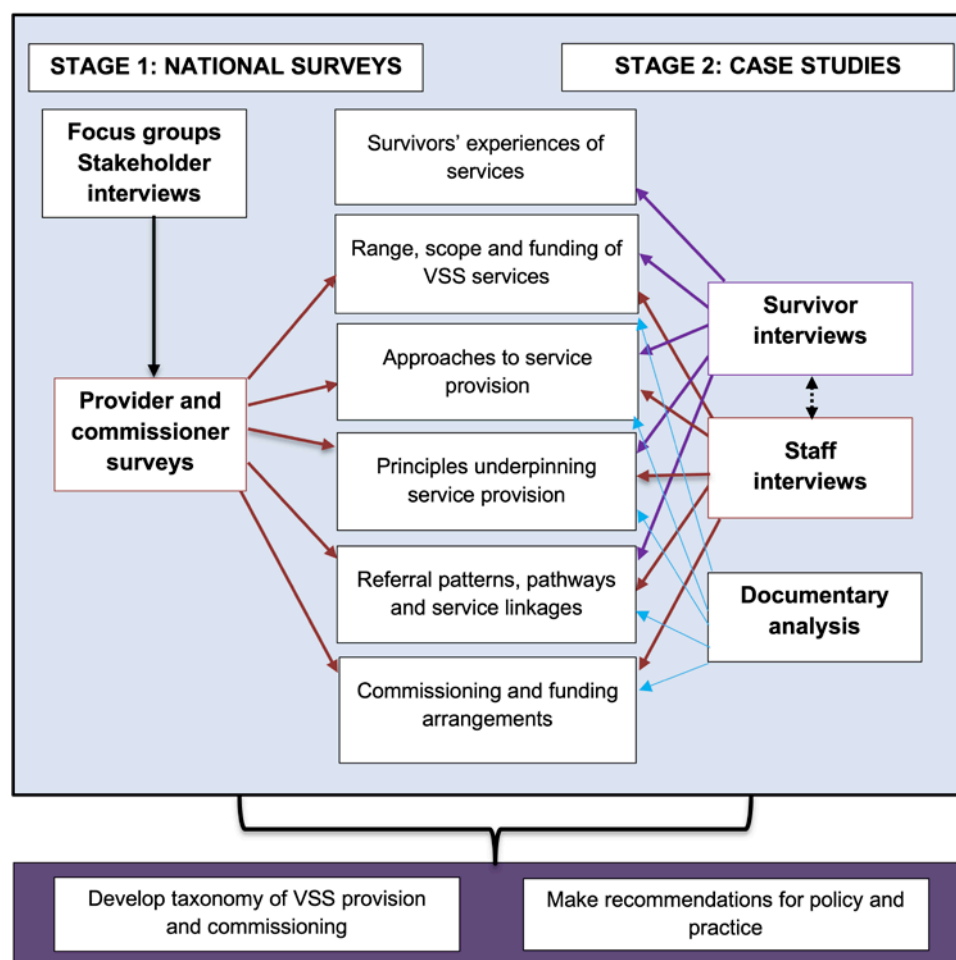 STAGE 1: NATIONAL SURVEYS
STAGE 2: CASE STUDIES
Focus groups
Stakeholder
interviews
Provider and
commissioner
surveys
Survivors’ experiences of
services
Range, scope and funding of
VSS services
Approaches to service
provision
Principles underpinning
service provision
Referral patterns, pathways
and service linkages
Commissioning and funding
arrangements
Survivor
interviews
Staff
interviews
Documentary
analysis
Develop taxonomy of VSS provision
and commissioning
Make recommendations for policy and
practice